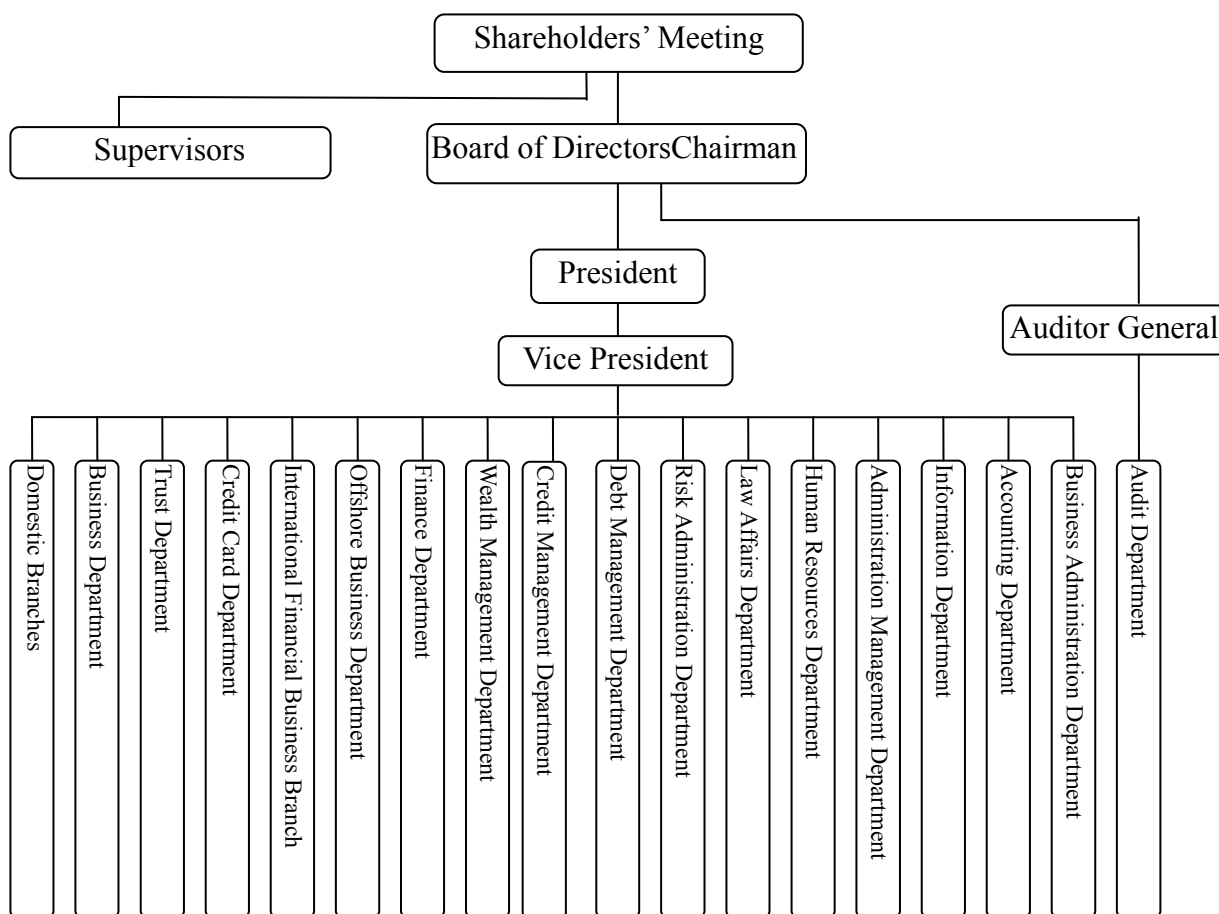 Shareholders’ Meeting
Supervisors
Board of DirectorsChairman
President
Auditor General
Vice President
Domestic Branches
Business Department
Trust Department
Credit Card Department
International Financial Business Branch
Offshore Business Department
Finance Department
Wealth Management Department
Credit Management Department
Debt Management Department
Risk Administration Department
Law Affairs Department
Human Resources Department
Administration Management Department
Information Department
Accounting Department
Business Administration Department
Audit Department